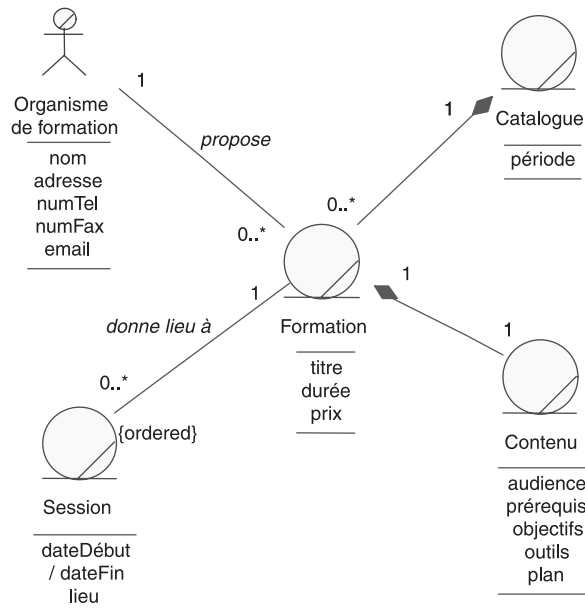 1
Organisme
de formation
nom
adresse
numTel
numFax
email
propose
0..*
1
Catalogue
période
0..*
Formation
titre
durée
prix
1
donne lieu à
0..*
{ordered}
Session
dateDébut
/ dateFin
lieu
1
1
Contenu
audience
prérequis
objectifs
outils
plan